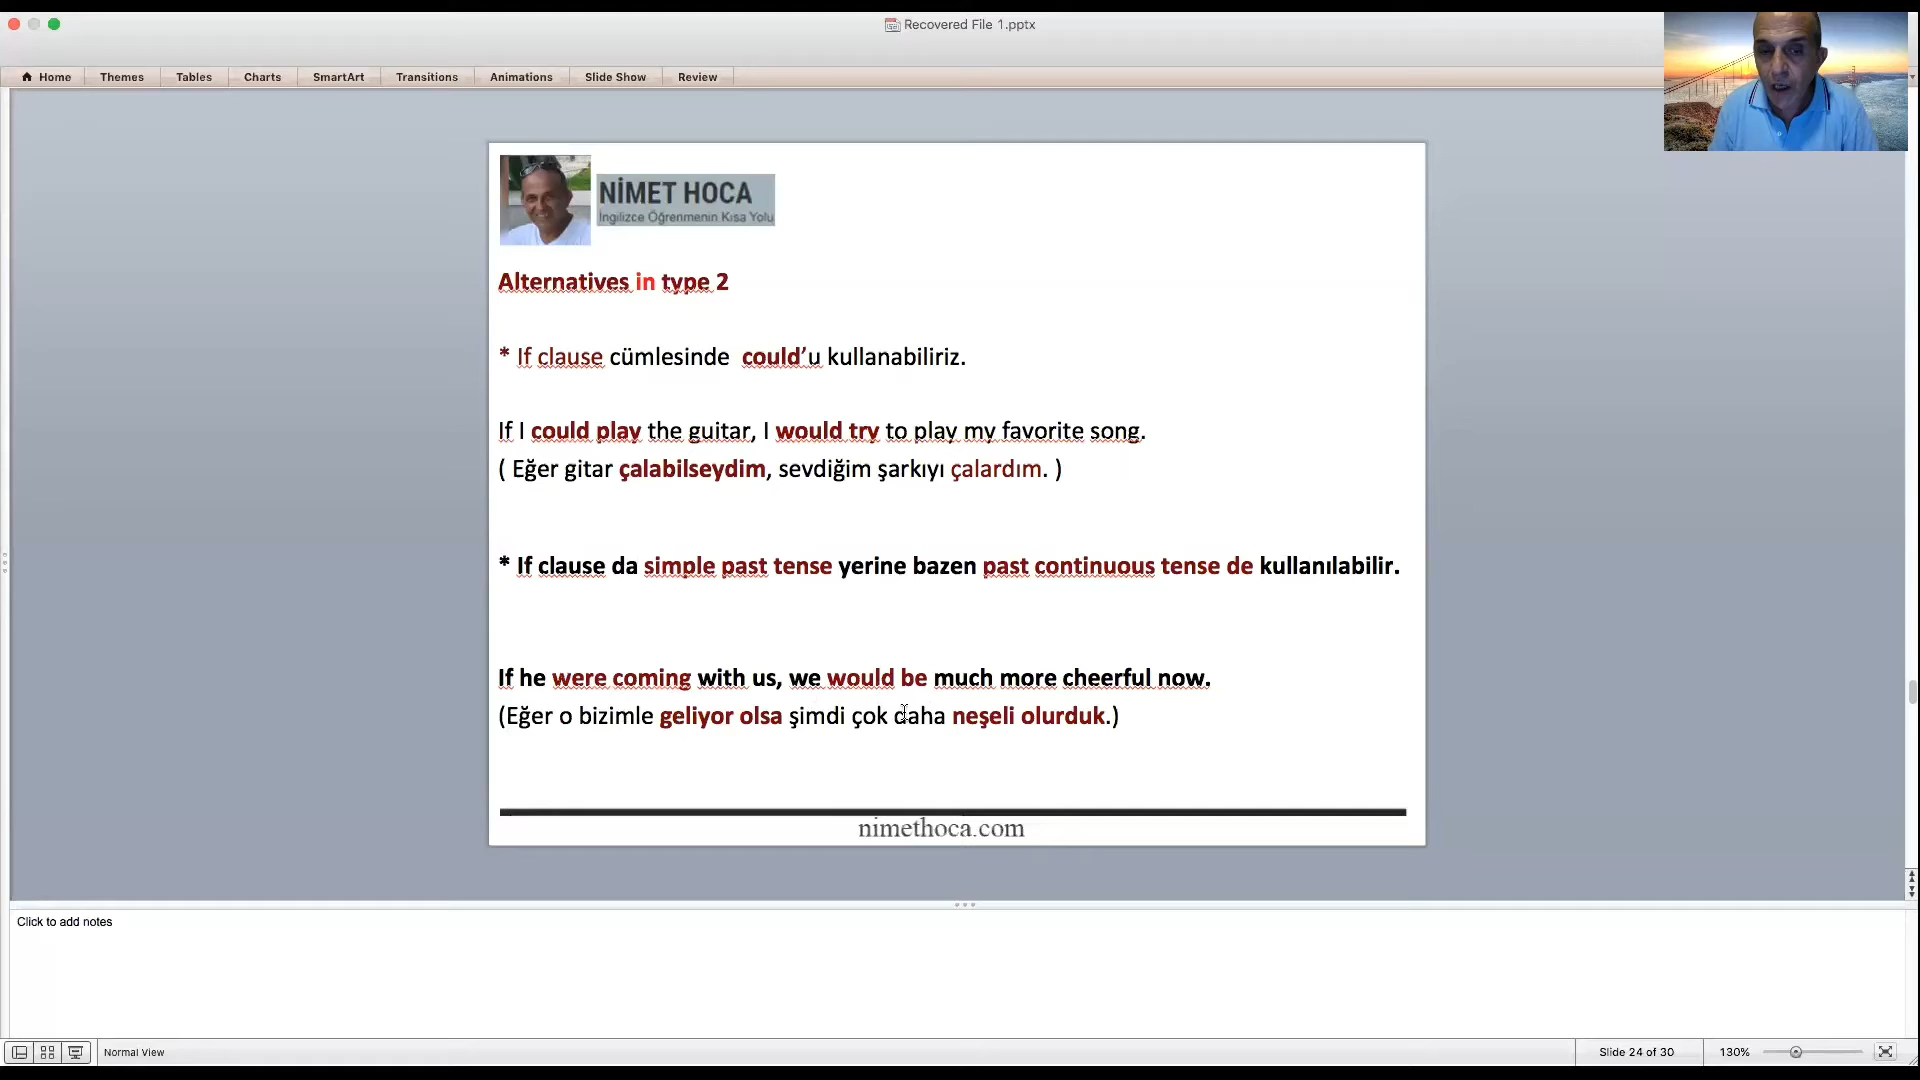 Recovered File 1.pptx
Home Themes Tables Charts SmartArt Transitions Animations Slide Show Review
NİMET HOCA
İngilizce Öğrenmenin Kısa Yolu
Alternatives in type 2
* If clause cümlesinde could’u kullanabiliriz.
If I could play the guitar, I would try to play my favorite song.
( Eğer gitar çalabilseydim, sevdiğim şarkıyı çalardım. )
* If clause da simple past tense yerine bazen past continuous tense de kullanılabilir.
If he were coming with us, we would be much more cheerful now.
(Eğer o bizimle geliyor olsa şimdi çok daha neşeli olurduk.)
nimethoca.com
Click to add notes
Normal View Slide 24 of 30 130%